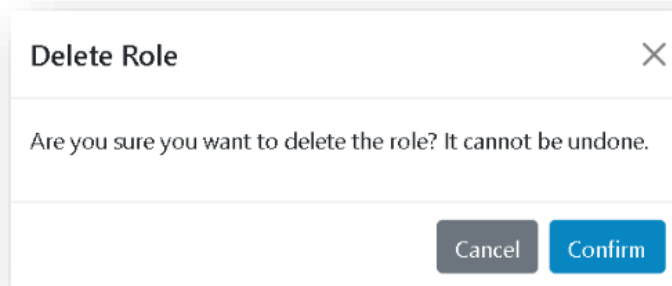 Delete Role
Are you sure you want to delete the role? It cannot be undone.
Cancel
Confirm